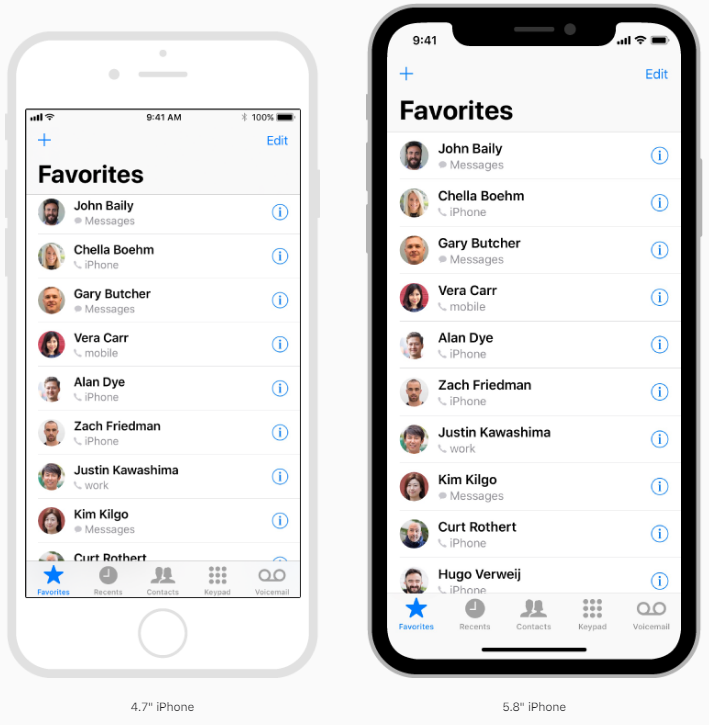 9:41 AM
100%
Edit
Favorites
John Baily
Messages
Chella Boehm
iPhone
Gary Butcher
Messages
Vera Carr
mobile
Alan Dye
iPhone
Zach Friedman
iPhone
Justin Kawashima
work
Kim Kilgo
Messages
Curt Rothert
Favorites
Recents
Contacts
Keypad
Voicemail
4.7" iPhone
9:41
Edit
Favorites
John Baily
Messages
Chella Boehm
iPhone
Gary Butcher
Messages
Vera Carr
mobile
Alan Dye
iPhone
Zach Friedman
iPhone
Justin Kawashima
work
Kim Kilgo
Messages
Curt Rothert
iPhone
Hugo Verweij
iPhone
Favorites
Recents
Contacts
Keypad
Voicemail
5.8" iPhone